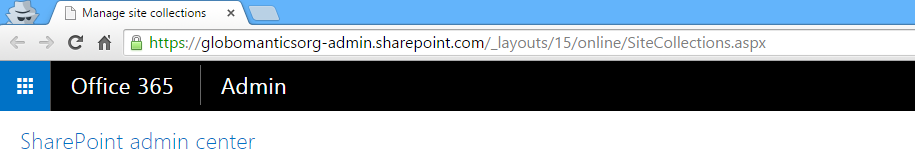 Manage site collections
https://globomanticsorg-admin.sharepoint.com/_layouts/15/online/SiteCollections.aspx
Office 365 Admin
SharePoint admin center